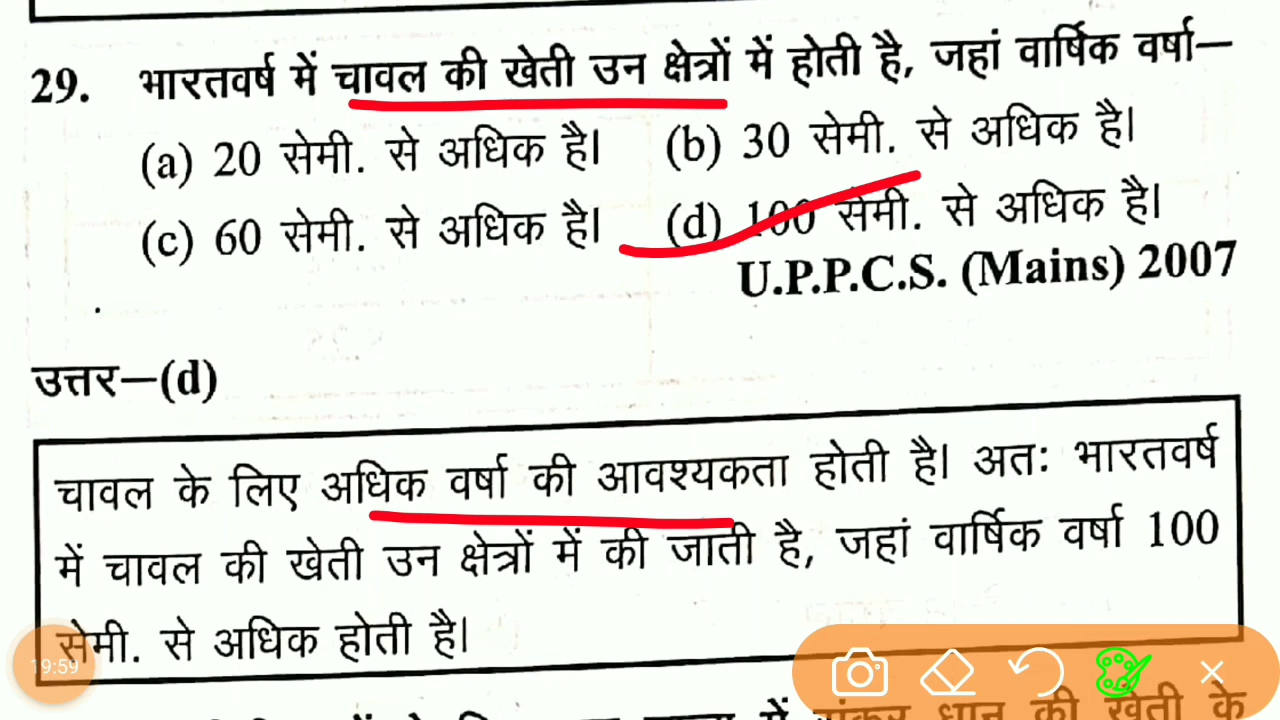 29. भारतवर्ष में चावल की खेती उन क्षेत्रों में होती है, जहां वार्षिक वर्षा—
(a) 20 सेमी. से अधिक है। (b) 30 सेमी. से अधिक है।
(c) 60 सेमी. से अधिक है। (d) 100 सेमी. से अधिक है।
U.P.P.C.S. (Mains) 2007
उत्तर—(d)
चावल के लिए अधिक वर्षा की आवश्यकता होती है। अतः भारतवर्ष
में चावल की खेती उन क्षेत्रों में की जाती है, जहां वार्षिक वर्षा 100
सेमी. से अधिक होती है।
19:59
में संकर धान की खेती के